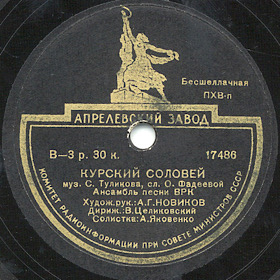 Бесшеллачная
ПХВ-п
АПРЕЛЕВСКИЙ ЗАВОД
В—3 р. 30 к.
17486
КУРСКИЙ СОЛОВЕЙ
муз. С. Туликова, сл. О. Фадеевой
Ансамбль песни ВРК
Худож.рук.: А.Г.НОВИКОВ
Дириж.: В.Целиковский
Солистка: А.Яковенко
КОМИТЕТ РАДИОИНФОРМАЦИИ ПРИ СОВЕТЕ МИНИСТРОВ СССР